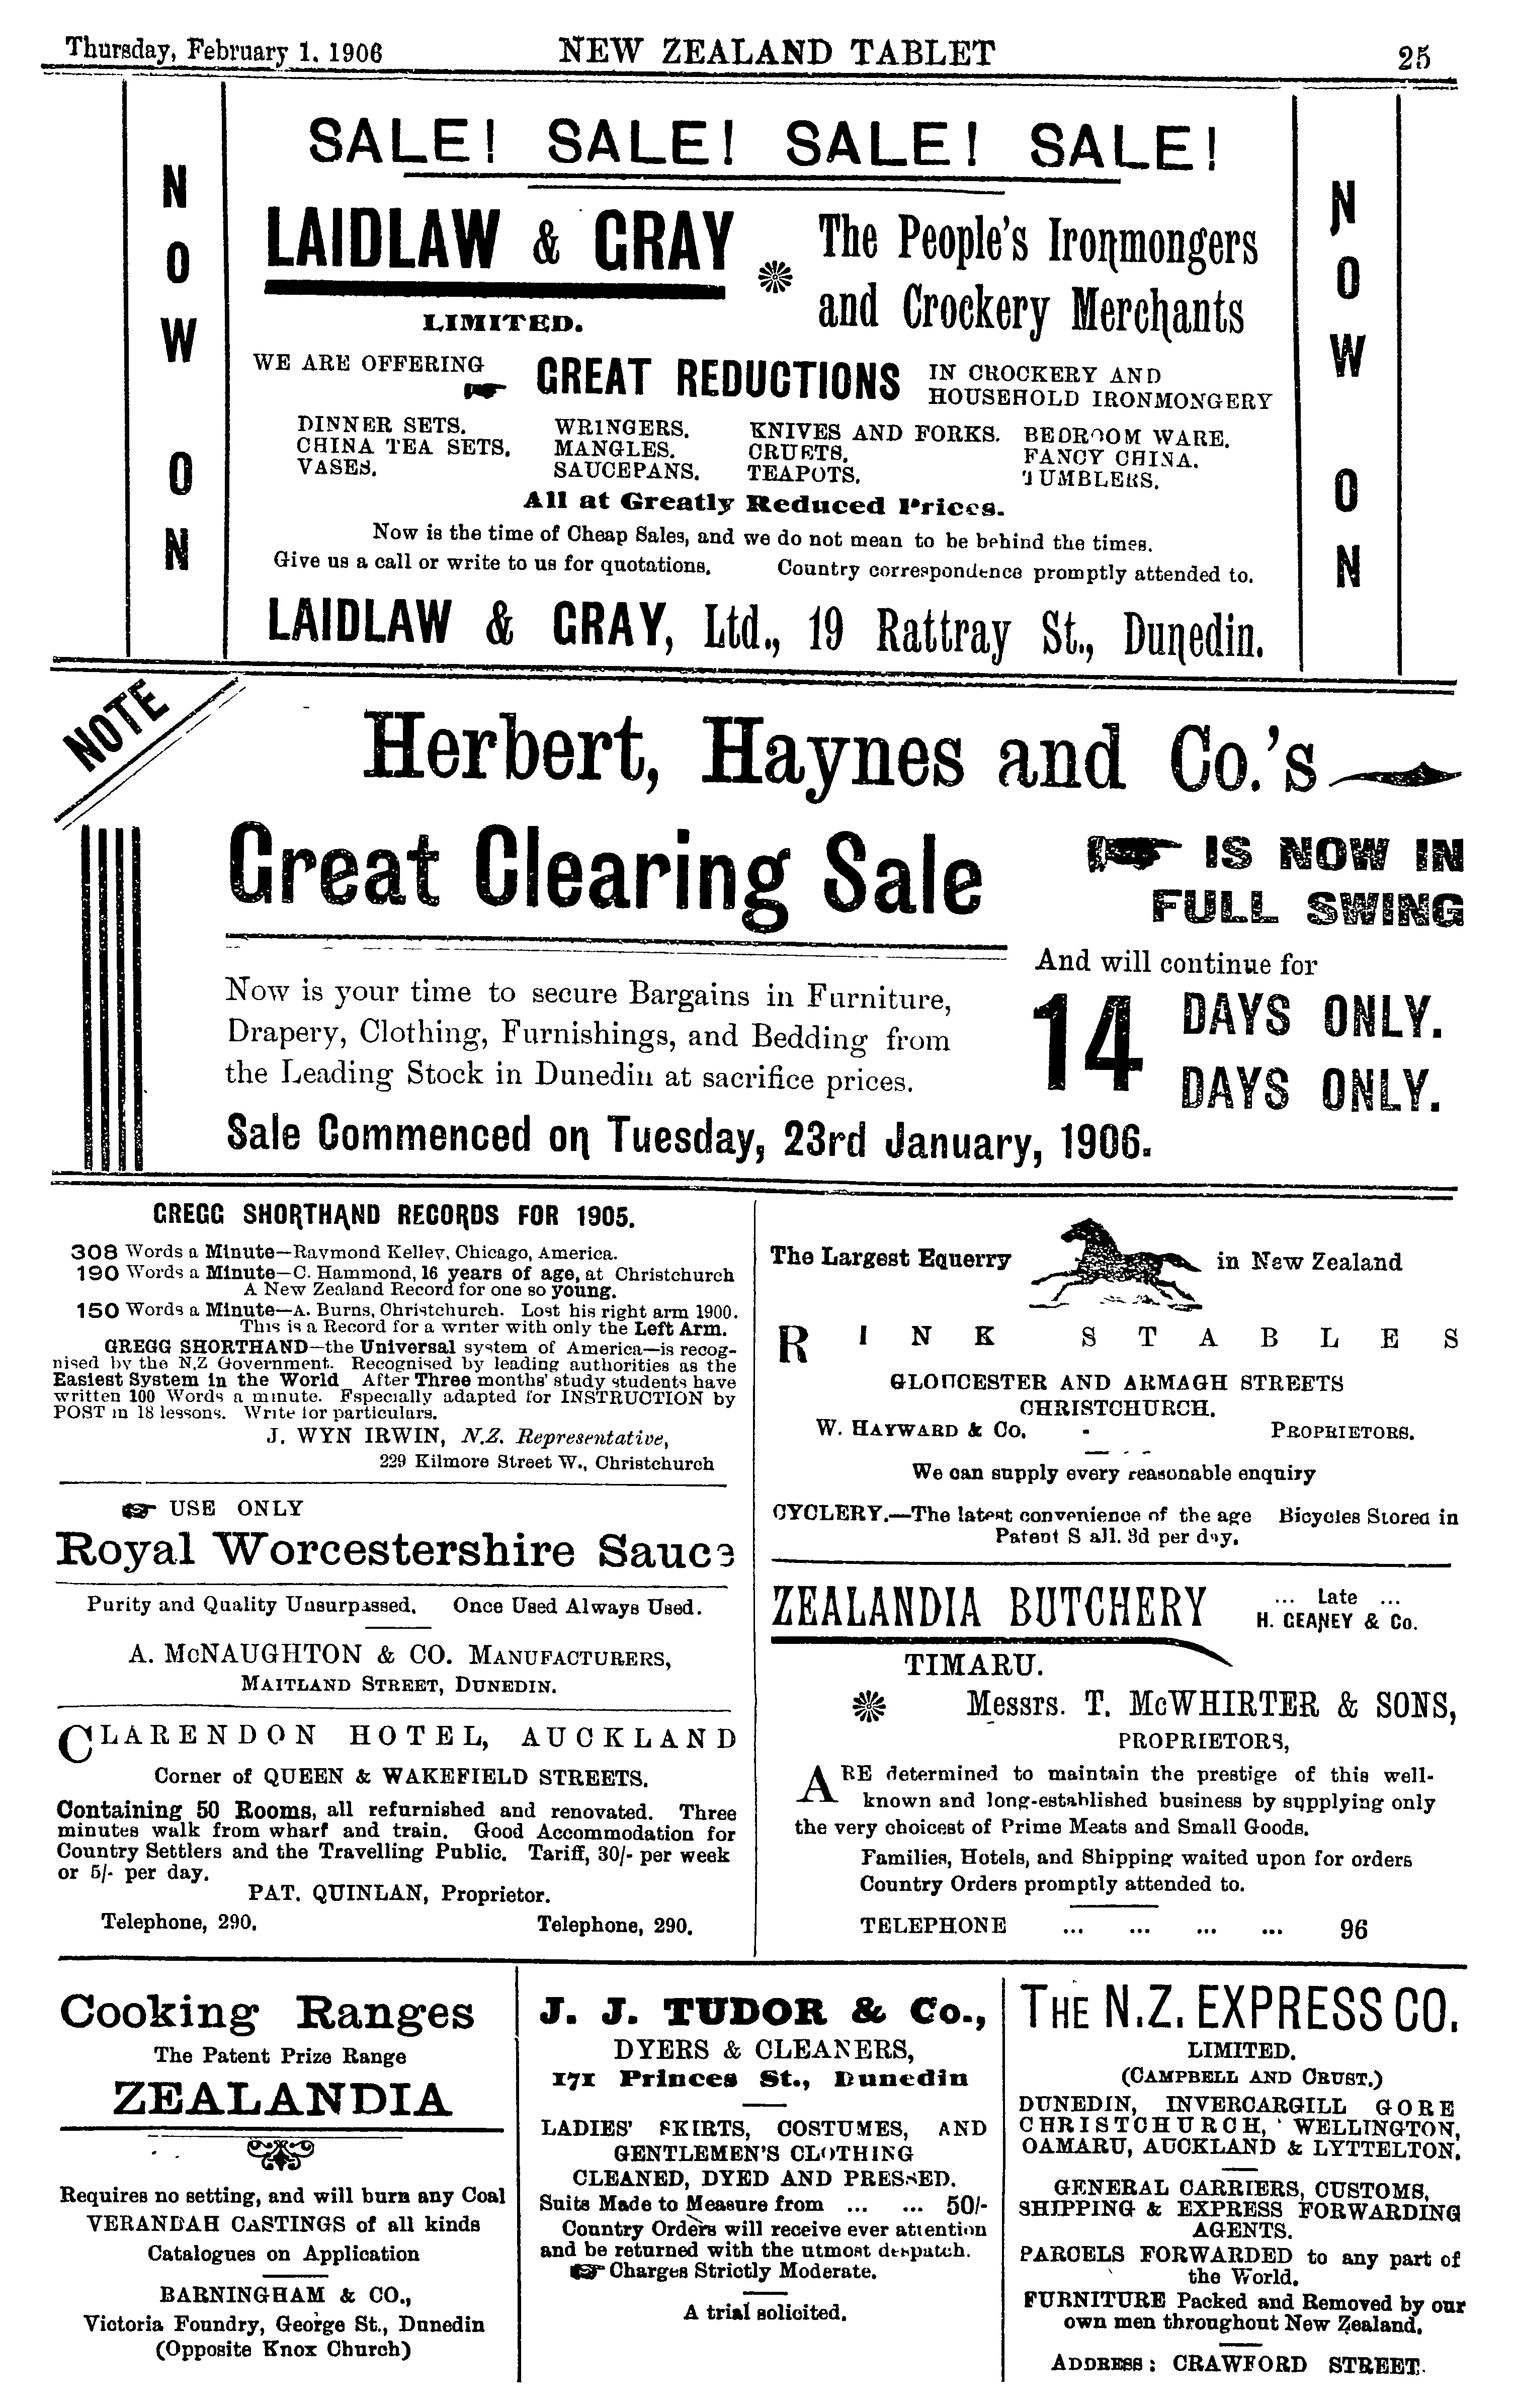 Thursday, February 1. 1906 NEW ZEALAND TABLET 25
NOW ON
SALE! SALE! SALE! SALE!
LAIDLAW & GRAY
LIMITED.
The People's Ironmongers
and Crockery Merchants
WE ARE OFFERING GREAT REDUCTIONS IN CROCKERY AND
HOUSEHOLD IRONMONGERY
DINNER SETS. WRINGERS. KNIVES AND FORKS. BEDROOM WARE.
CHINA TEA SETS. MANGLES. CRUETS. FANCY CHINA.
VASES. SAUCEPANS. TEAPOTS. TUMBLERS.
All at Greatly Reduced Prices.
Now is the time of Cheap Sales, and we do not mean to be behind the times.
Give us a call or write to us for quotations. Country correspondence promptly attended to.
LAIDLAW & GRAY, Ltd., 19 Rattray St., Dunedin.
NOW ON
NOTE
Herbert, Haynes and Co.'s
Great Clearing Sale
IS NOW IN
FULL SWING
And will continue for
14 DAYS ONLY.
DAYS ONLY.
Now is your time to secure Bargains in Furniture,
Drapery, Clothing, Furnishings, and Bedding from
the Leading Stock in Dunedin at sacrifice prices.
Sale Commenced on Tuesday, 23rd January, 1906.
GREGG SHORTHAND RECORDS FOR 1905.
308 Words a Minute—Raymond Kelley, Chicago, America.
190 Words a Minute—C. Hammond, 16 years of age, at Christchurch
A New Zealand Record for one so young.
150 Words a Minute—A. Burns, Christchurch. Lost his right arm 1900.
This is a Record for a writer with only the Left Arm.
GREGG SHORTHAND—the Universal system of America—is recog-
nised by the N.Z Government. Recognised by leading authorities as the
Easiest System in the World After Three months' study students have
written 100 Words a minute. Especially adapted for INSTRUCTION by
POST in 18 lessons. Write for particulars.
J. WYN IRWIN, N.Z. Representative,
229 Kilmore Street W., Christchurch
USE ONLY
Royal Worcestershire Sauce
Purity and Quality Unsurpassed. Once Used Always Used.
A. McNAUGHTON & CO. MANUFACTURERS,
MAITLAND STREET, DUNEDIN.
CLARENDON HOTEL, AUCKLAND
Corner of QUEEN & WAKEFIELD STREETS.
Containing 50 Rooms, all refurnished and renovated. Three
minutes walk from wharf and train. Good Accommodation for
Country Settlers and the Travelling Public. Tariff, 30/- per week
or 5/- per day.
PAT. QUINLAN, Proprietor.
Telephone, 290. Telephone, 290.
The Largest Equerry in New Zealand
RINK STABLES
GLOUCESTER AND ARMAGH STREETS
CHRISTCHURCH.
W. HAYWARD & Co. - PROPRIETORS.
We can supply every reasonable enquiry
CYCLERY.—The latest convenience of the age Bicycles Stored in
Patent Stall. 3d per day.
ZEALANDIA BUTCHERY ... Late ...
H. GEANEY & Co.
TIMARU.
Messrs. T. McWHIRTER & SONS,
PROPRIETORS,
ARE determined to maintain the prestige of this well-
known and long-established business by supplying only
the very choicest of Prime Meats and Small Goods.
Families, Hotels, and Shipping waited upon for orders
Country Orders promptly attended to.
TELEPHONE ... ... ... ... 96
Cooking Ranges
The Patent Prize Range
ZEALANDIA
Requires no setting, and will burn any Coal
VERANDAH CASTINGS of all kinds
Catalogues on Application
BARNINGHAM & CO.,
Victoria Foundry, George St., Dunedin
(Opposite Knox Church)
J. J. TUDOR & Co.,
DYERS & CLEANERS,
171 Princes St., Dunedin
LADIES' SKIRTS, COSTUMES, AND
GENTLEMEN'S CLOTHING
CLEANED, DYED AND PRESSED.
Suits Made to Measure from ... ... 50/-
Country Orders will receive ever attention
and be returned with the utmost despatch.
Charges Strictly Moderate.
A trial solicited.
THE N.Z. EXPRESS CO.
LIMITED.
(CAMPBELL AND CRUST.)
DUNEDIN, INVERCARGILL GORE
CHRISTCHURCH, WELLINGTON,
OAMARU, AUCKLAND & LYTTELTON.
GENERAL CARRIERS, CUSTOMS,
SHIPPING & EXPRESS FORWARDING
AGENTS.
PARCELS FORWARDED to any part of
the World.
FURNITURE Packed and Removed by our
own men throughout New Zealand.
ADDRESS: CRAWFORD STREET.